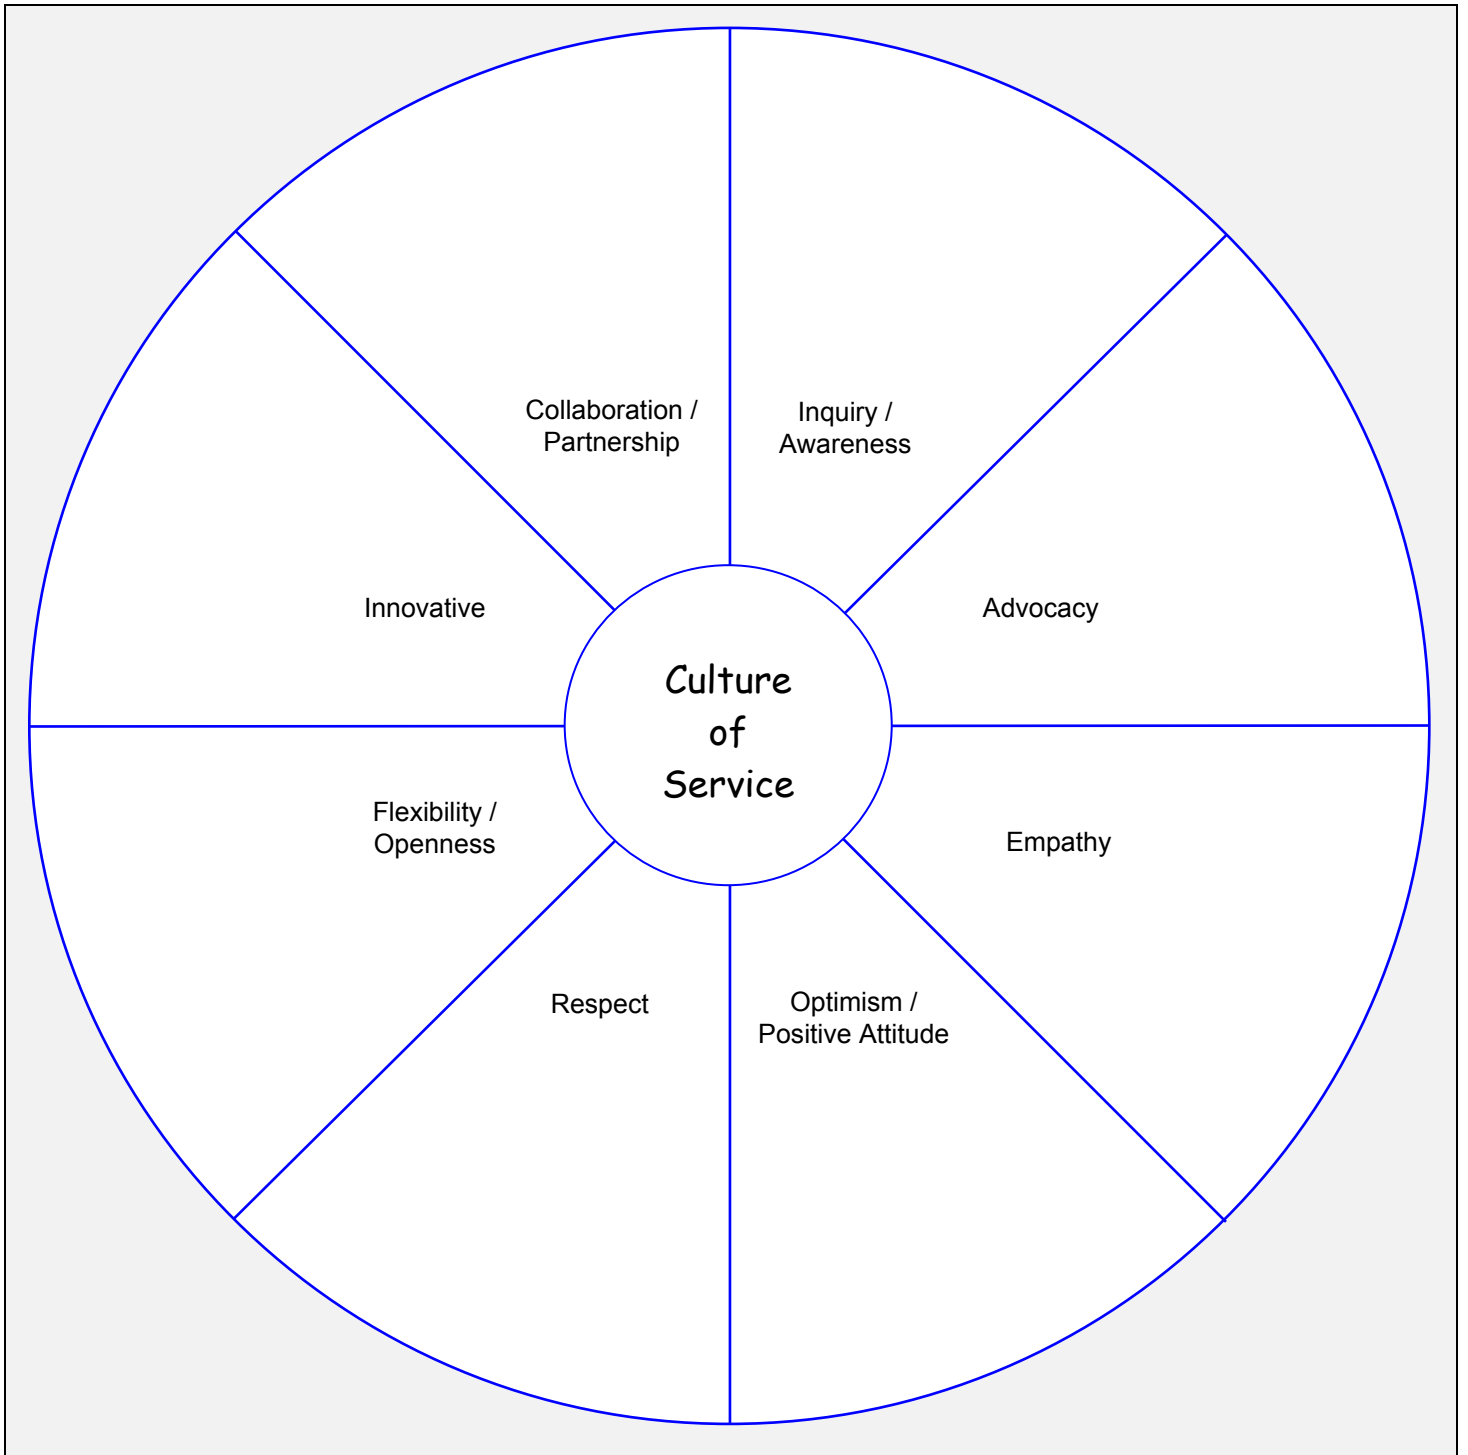 Collaboration /
Partnership
Inquiry /
Awareness
Innovative
Advocacy
Culture
of
Service
Flexibility /
Openness
Empathy
Respect
Optimism /
Positive Attitude